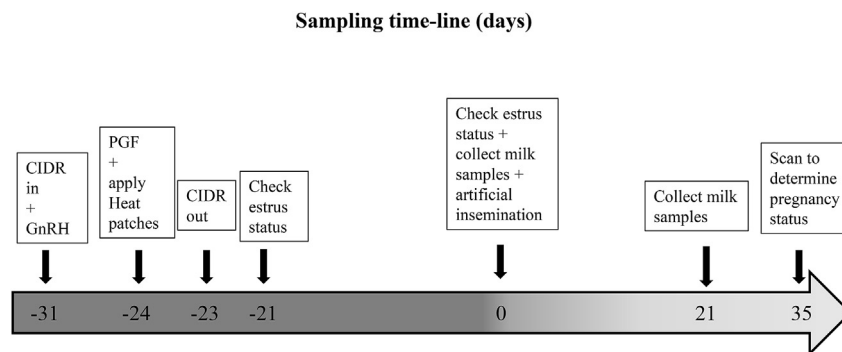 Sampling time-line (days)
CIDR
in
+
GnRH
PGF
+
apply
Heat
patches
CIDR
out
Check
estrus
status
Check estrus
status +
collect milk
samples +
artificial
insemination
Collect milk
samples
Scan to
determine
pregnancy
status
-31
-24
-23
-21
0
21
35